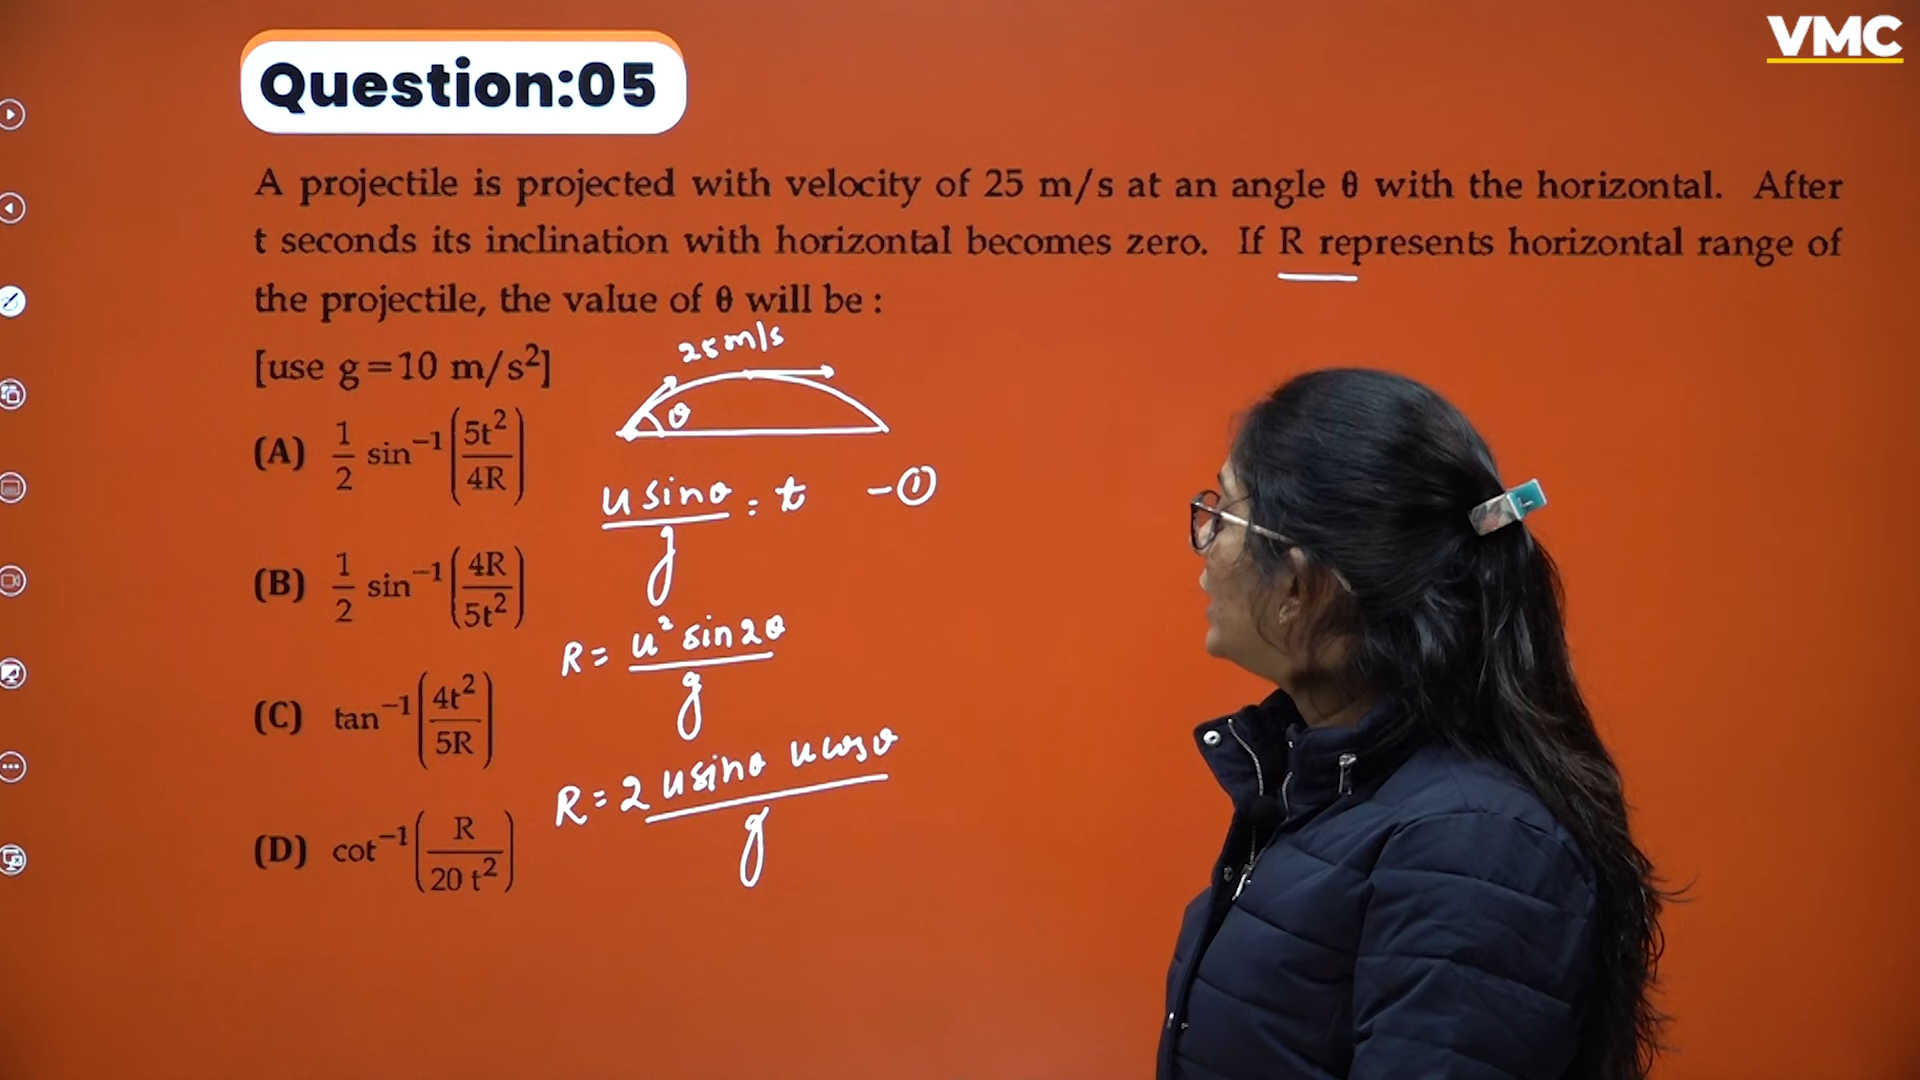 VMC
Question:05
A projectile is projected with velocity of 25 m/s at an angle θ with the horizontal. After
t seconds its inclination with horizontal becomes zero. If R represents horizontal range of
the projectile, the value of θ will be :
[use g=10 m/s²]
(A) 1/2 sin⁻¹(5t²/4R)
(B) 1/2 sin⁻¹(4R/5t²)
(C) tan⁻¹(4t²/5R)
(D) cot⁻¹(R/20 t²)
25m/s
θ
u sinθ/g = t -①
R = u² sin2θ/g
R = 2 usinθ ucosθ/g